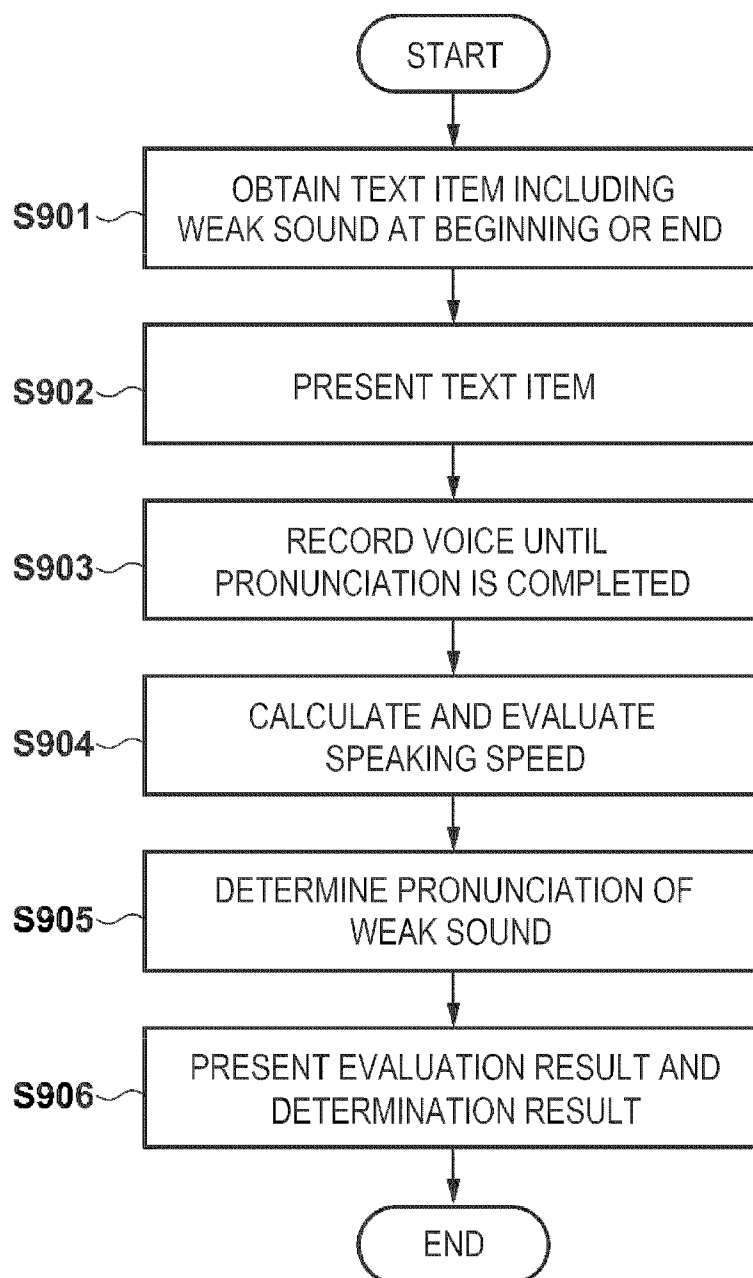 START
S901
OBTAIN TEXT ITEM INCLUDING
WEAK SOUND AT BEGINNING OR END
S902
PRESENT TEXT ITEM
S903
RECORD VOICE UNTIL
PRONUNCIATION IS COMPLETED
S904
CALCULATE AND EVALUATE
SPEAKING SPEED
S905
DETERMINE PRONUNCIATION OF
WEAK SOUND
S906
PRESENT EVALUATION RESULT AND
DETERMINATION RESULT
END